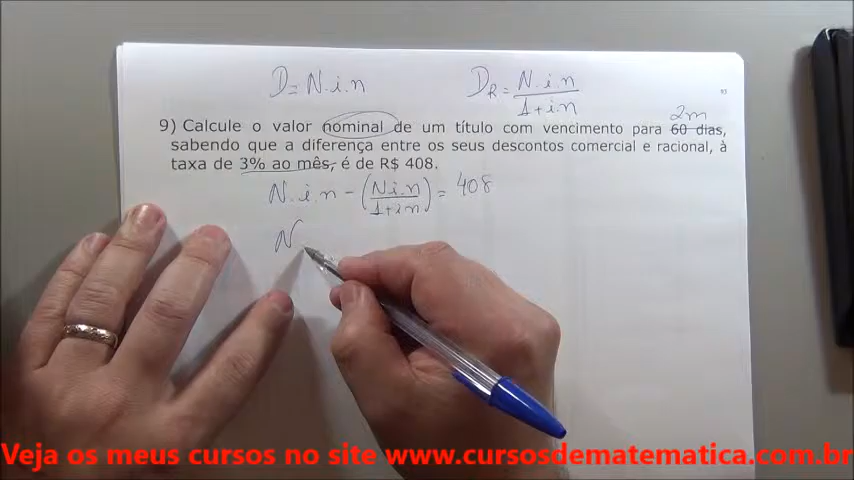 D = N.i.n
D_R = N.i.n / 1+i.n
93
2m
9) Calcule o valor nominal de um título com vencimento para 60 dias,
sabendo que a diferença entre os seus descontos comercial e racional, à
taxa de 3% ao mês, é de R$ 408.
N.i.n - (N.i.n / 1+i.n) = 408
N
Veja os meus cursos no site www.cursosdematematica.com.br